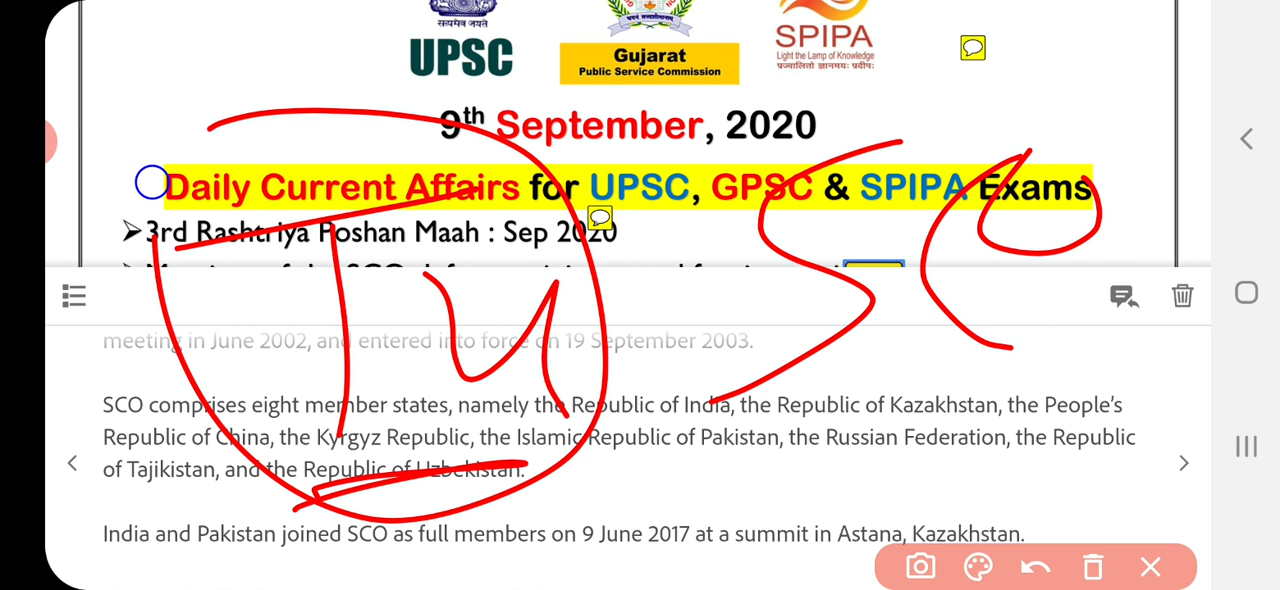 सत्यमेव जयते
UPSC
Gujarat
Public Service Commission
SPIPA
Light the Lamp of Knowledge
प्रज्वालितो ज्ञानमयः प्रदीपः
9th September, 2020
Daily Current Affairs for UPSC, GPSC & SPIPA Exams
➤3rd Rashtriya Poshan Maah : Sep 2020
meeting in June 2002, and entered into force on 19 September 2003.
SCO comprises eight member states, namely the Republic of India, the Republic of Kazakhstan, the People's
Republic of China, the Kyrgyz Republic, the Islamic Republic of Pakistan, the Russian Federation, the Republic
of Tajikistan, and the Republic of Uzbekistan.
India and Pakistan joined SCO as full members on 9 June 2017 at a summit in Astana, Kazakhstan.